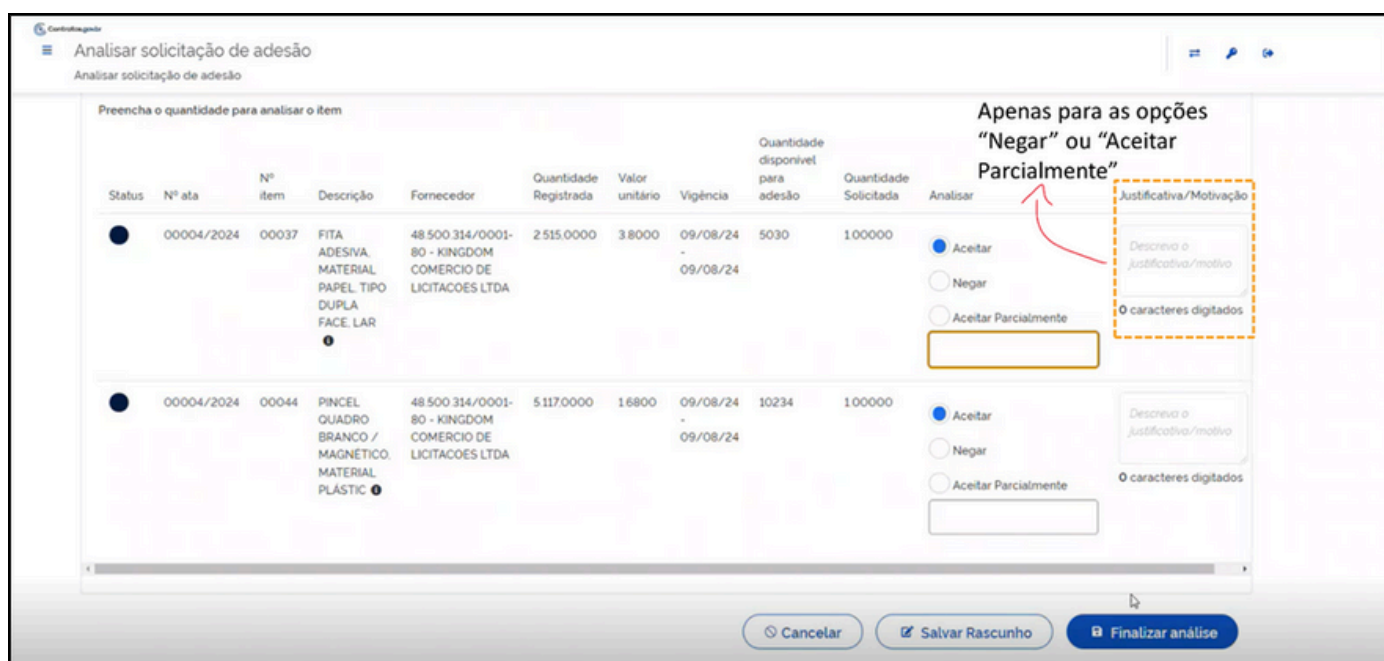 Contratos.gov.br
Analisar solicitação de adesão
Analisar solicitação de adesão
Preencha o quantidade para analisar o item
Apenas para as opções
“Negar” ou “Aceitar
Parcialmente”
Status Nº ata Nº item Descrição Fornecedor Quantidade Registrada Valor unitário Vigência Quantidade disponível para adesão Quantidade Solicitada Analisar Justificativa/Motivação
00004/2024 00037 FITA 48.500.314/0001- 2.515,0000 3.8000 09/08/24 5030 1.00000
ADESIVA, 80 - KINGDOM -
MATERIAL COMERCIO DE 09/08/24
PAPEL, TIPO LICITACOES LTDA
DUPLA
FACE, LAR
Aceitar
Negar
Aceitar Parcialmente
Descreva o
justificativa/motivo
0 caracteres digitados
00004/2024 00044 PINCEL 48.500.314/0001- 5.117,0000 1.6800 09/08/24 10234 1.00000
QUADRO 80 - KINGDOM -
BRANCO / COMERCIO DE 09/08/24
MAGNÉTICO, LICITACOES LTDA
MATERIAL
PLÁSTIC
Aceitar
Negar
Aceitar Parcialmente
Descreva o
justificativa/motivo
0 caracteres digitados
Cancelar
Salvar Rascunho
Finalizar análise